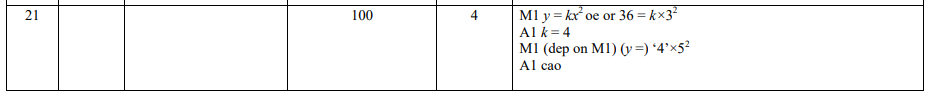 21 100 4 M1 y = kx² oe or 36 = k×3²
A1 k = 4
M1 (dep on M1) (y =) ‘4’×5²
A1 cao